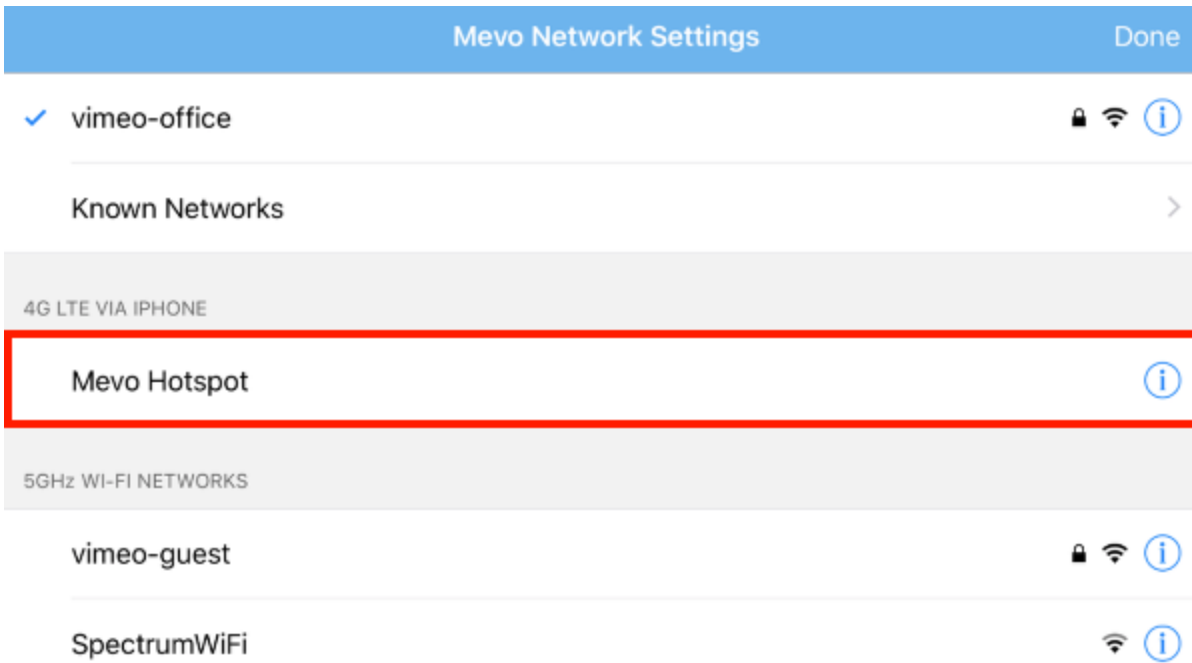 Mevo Network Settings
Done
vimeo-office
Known Networks
4G LTE VIA IPHONE
Mevo Hotspot
5GHz WI-FI NETWORKS
vimeo-guest
SpectrumWiFi